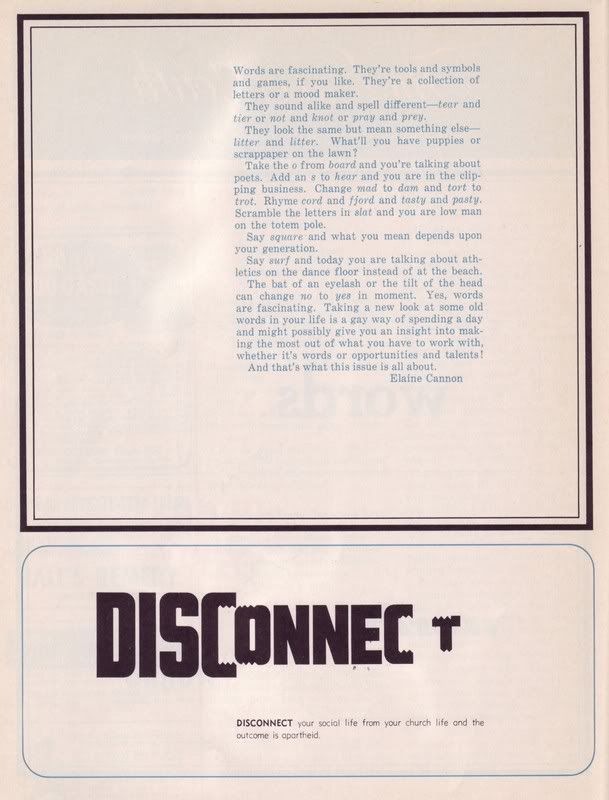 Words are fascinating. They're tools and symbols
and games, if you like. They're a collection of
letters or a mood maker.
They sound alike and spell different—tear and
tier or not and knot or pray and prey.
They look the same but mean something else—
litter and litter. What'll you have puppies or
scrappaper on the lawn?
Take the o from board and you're talking about
poets. Add an s to hear and you are in the clip-
ping business. Change mad to dam and tort to
trot. Rhyme cord and fjord and tasty and pasty.
Scramble the letters in slat and you are low man
on the totem pole.
Say square and what you mean depends upon
your generation.
Say surf and today you are talking about ath-
letics on the dance floor instead of at the beach.
The bat of an eyelash or the tilt of the head
can change no to yes in moment. Yes, words
are fascinating. Taking a new look at some old
words in your life is a gay way of spending a day
and might possibly give you an insight into mak-
ing the most out of what you have to work with,
whether it's words or opportunities and talents!
And that's what this issue is all about.
Elaine Cannon
DISCONNEC T
DISCONNECT your social life from your church life and the
outcome is apartheid.